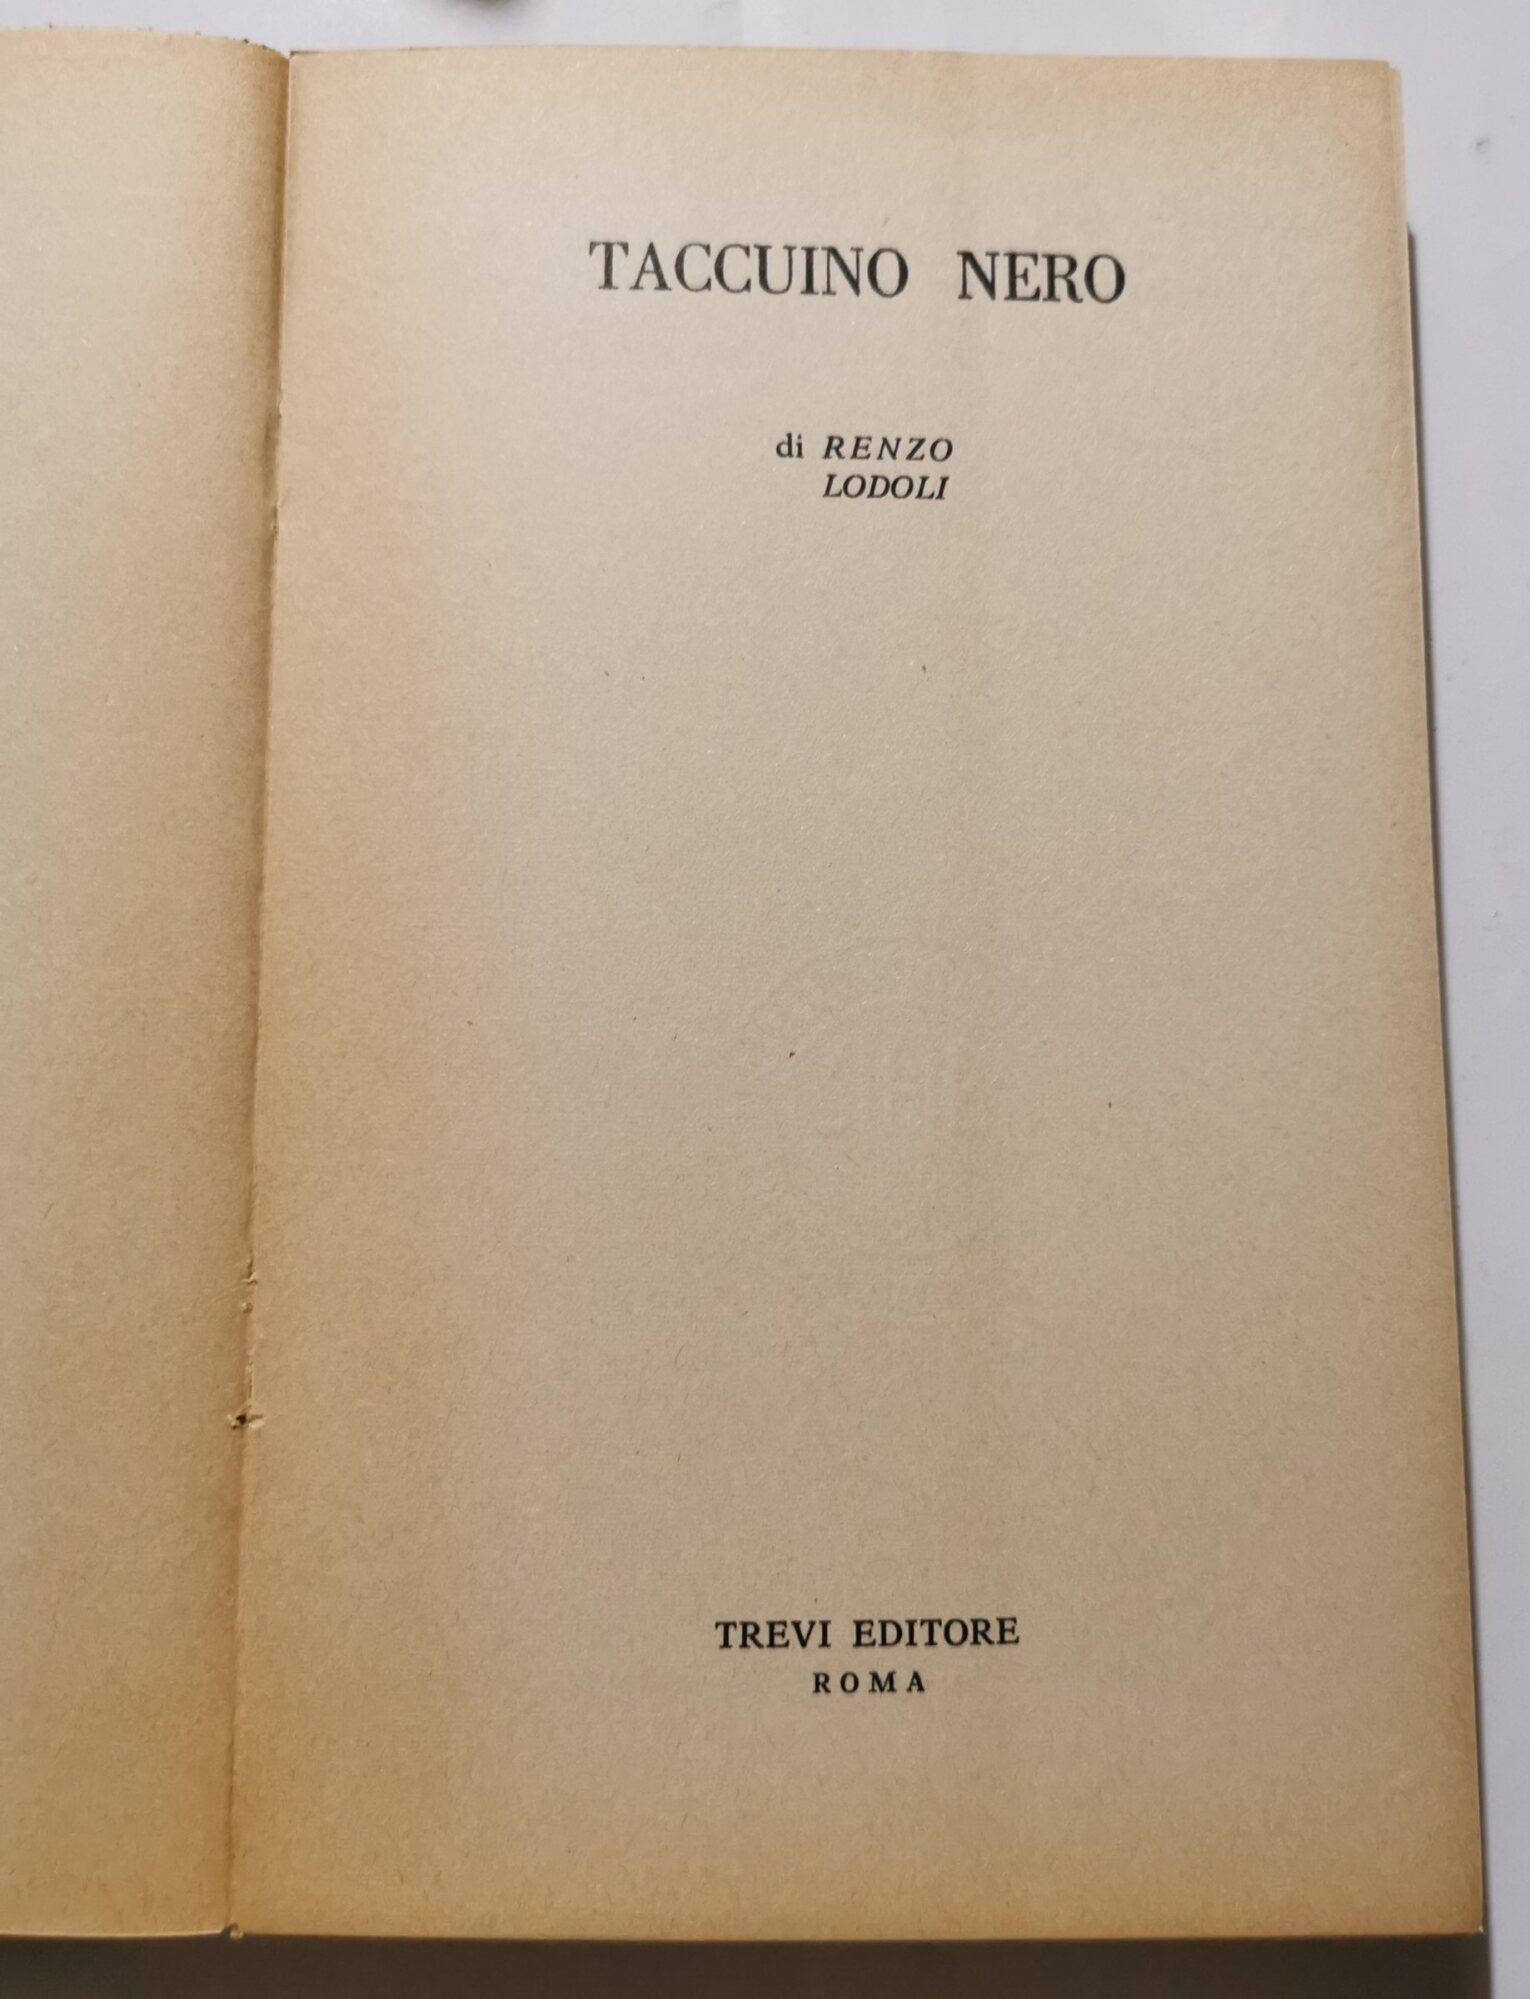 TACCUINO NERO
di RENZO
LODOLI
TREVI EDITORE
ROMA